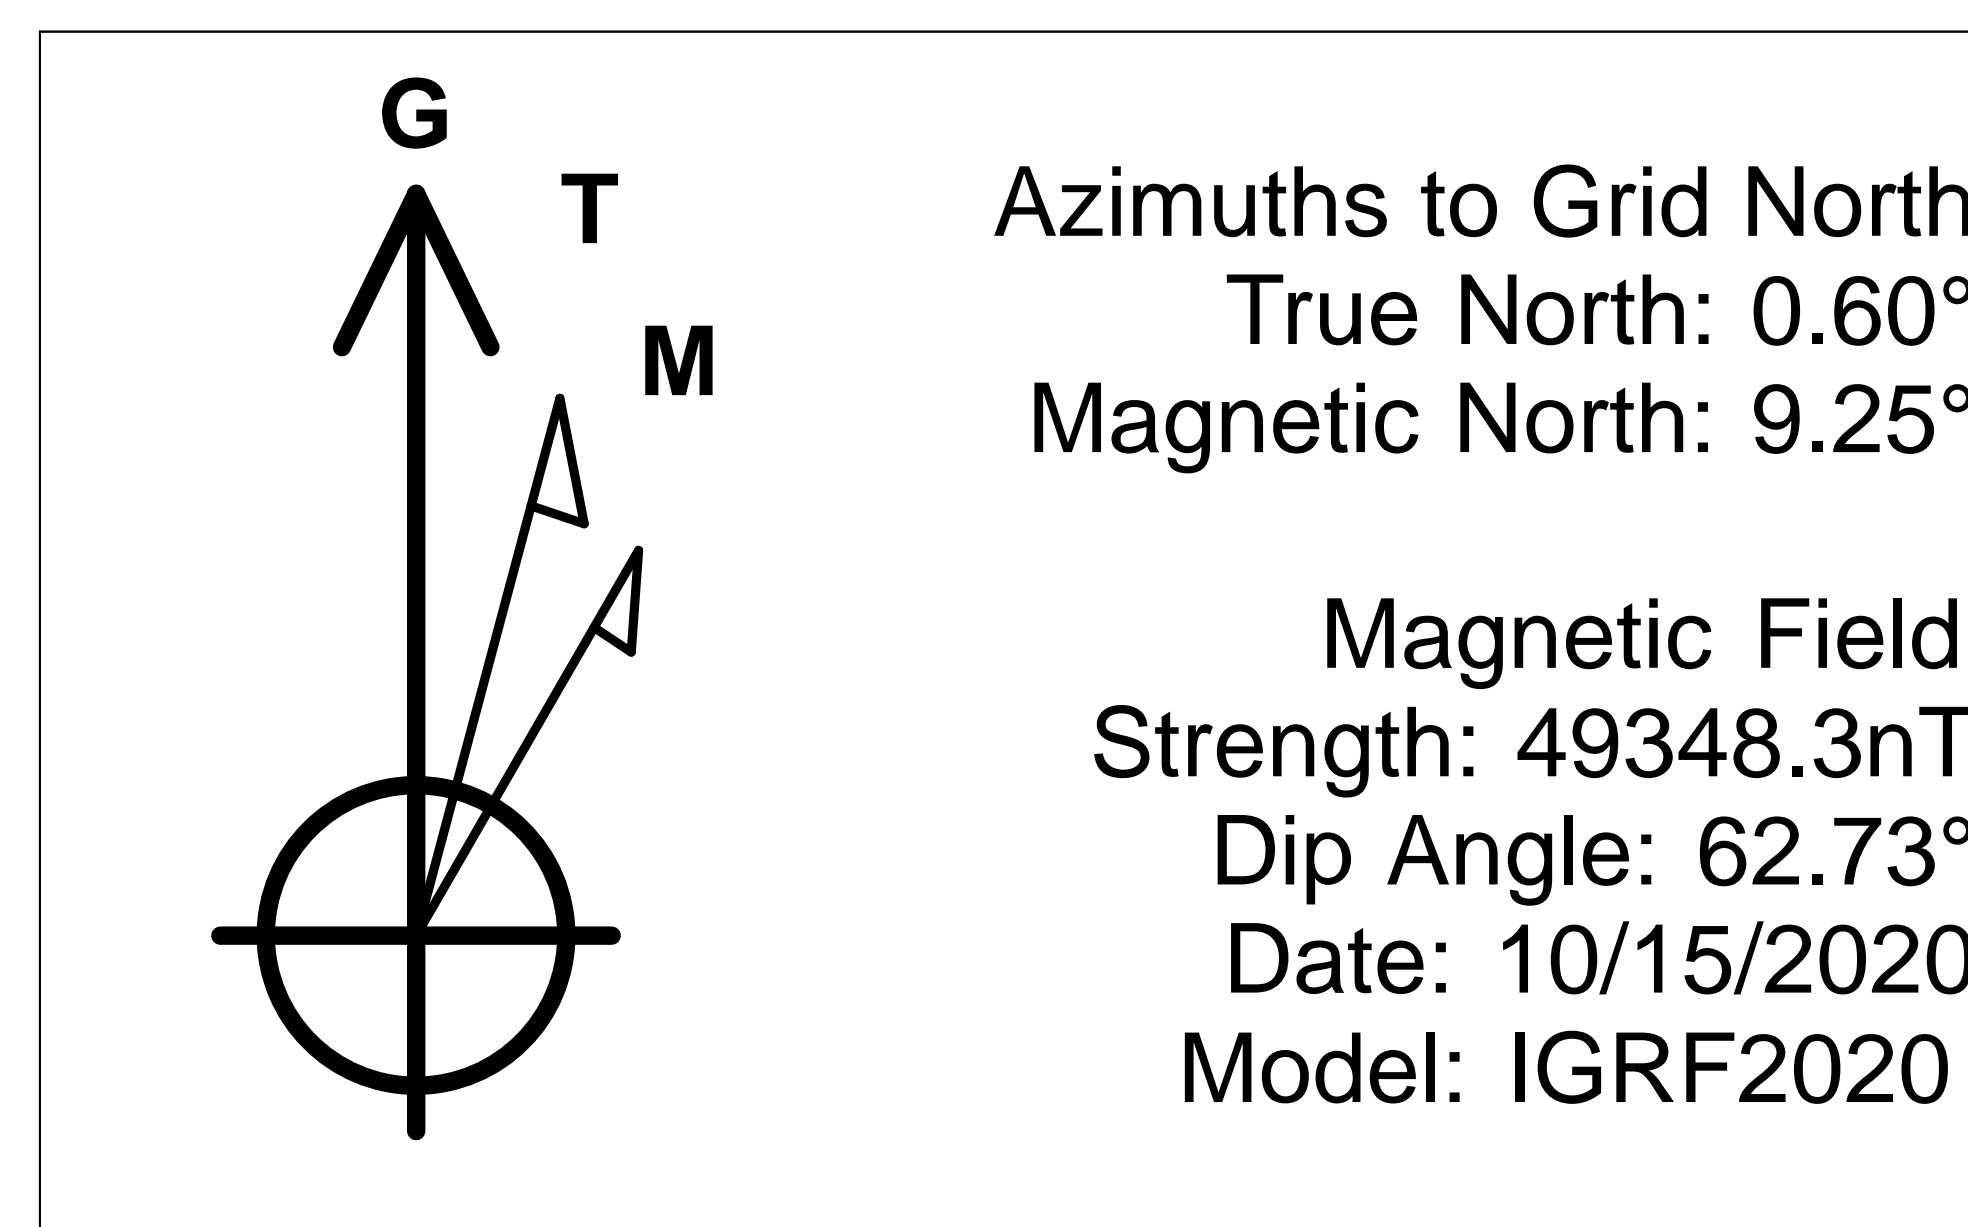 G
T
M
Azimuths to Grid North
True North: 0.60°
Magnetic North: 9.25°
Magnetic Field
Strength: 49348.3nT
Dip Angle: 62.73°
Date: 10/15/2020
Model: IGRF2020